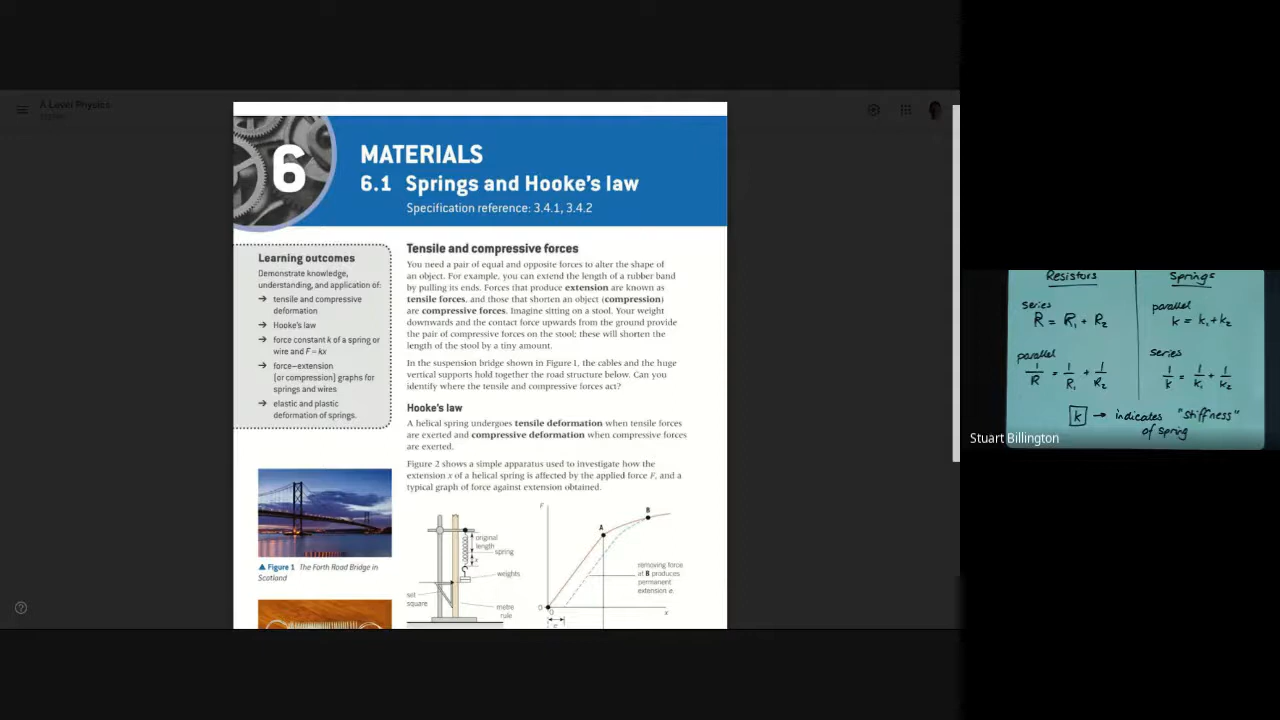 A Level Physics
6
MATERIALS
6.1 Springs and Hooke's law
Specification reference: 3.4.1, 3.4.2
Learning outcomes
Demonstrate knowledge,
understanding, and application of:
→ tensile and compressive
deformation
→ Hooke's law
→ force constant k of a spring or
wire and F = kx
→ force–extension
(or compression) graphs for
springs and wires
→ elastic and plastic
deformation of springs.
▲ Figure 1 The Forth Road Bridge in
Scotland
Tensile and compressive forces
You need a pair of equal and opposite forces to alter the shape of
an object. For example, you can extend the length of a rubber band
by pulling its ends. Forces that produce extension are known as
tensile forces, and those that shorten an object (compression)
are compressive forces. Imagine sitting on a stool. Your weight
downwards and the contact force upwards from the ground provide
the pair of compressive forces on the stool; these will shorten the
length of the stool by a tiny amount.
In the suspension bridge shown in Figure 1, the cables and the huge
vertical supports hold together the road structure below. Can you
identify where the tensile and compressive forces act?
Hooke's law
A helical spring undergoes tensile deformation when tensile forces
are exerted and compressive deformation when compressive forces
are exerted.
Figure 2 shows a simple apparatus used to investigate how the
extension x of a helical spring is affected by the applied force F, and a
typical graph of force against extension obtained.
original
length
spring
x
weights
set
square
metre
rule
F
A
B
removing force
at B produces
permanent
extension e
0
0
x
e
Resistors
series
R = R₁ + R₂
parallel
1/R = 1/R₁ + 1/R₂
Springs
parallel
k = k₁ + k₂
series
1/k = 1/k₁ + 1/k₂
k → indicates "stiffness"
of spring
Stuart Billington